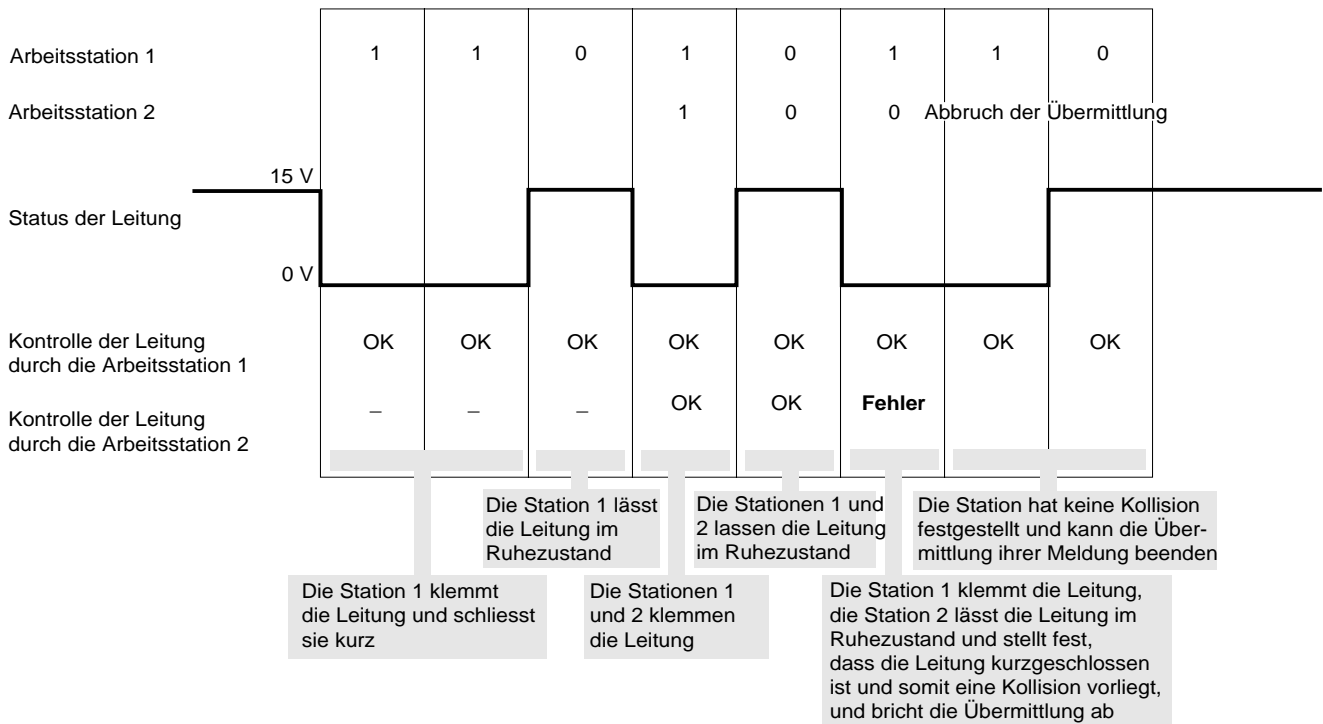 Arbeitsstation 1 1 1 0 1 0 1 1 0
Arbeitsstation 2 1 0 0 Abbruch der Übermittlung
15 V
Status der Leitung
0 V
Kontrolle der Leitung
durch die Arbeitsstation 1
OK OK OK OK OK OK OK OK
Kontrolle der Leitung
durch die Arbeitsstation 2
– – – OK OK Fehler
Die Station 1 lässt
die Leitung im
Ruhezustand
Die Stationen 1 und
2 lassen die Leitung
im Ruhezustand
Die Station hat keine Kollision
festgestellt und kann die Über-
mittlung ihrer Meldung beenden
Die Station 1 klemmt
die Leitung und schliesst
sie kurz
Die Stationen 1
und 2 klemmen
die Leitung
Die Station 1 klemmt die Leitung,
die Station 2 lässt die Leitung im
Ruhezustand und stellt fest,
dass die Leitung kurzgeschlossen
ist und somit eine Kollision vorliegt,
und bricht die Übermittlung ab